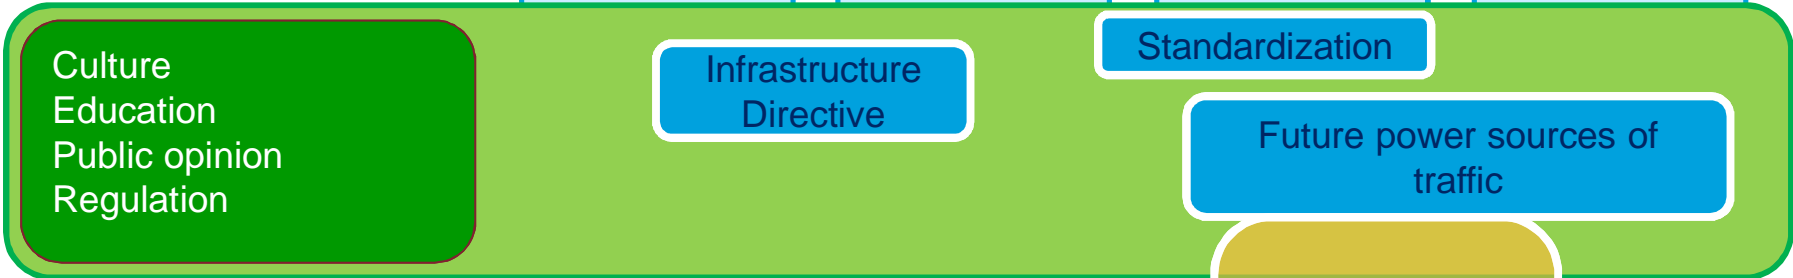 Culture
Education
Public opinion
Regulation
Infrastructure
Directive
Standardization
Future power sources of
traffic